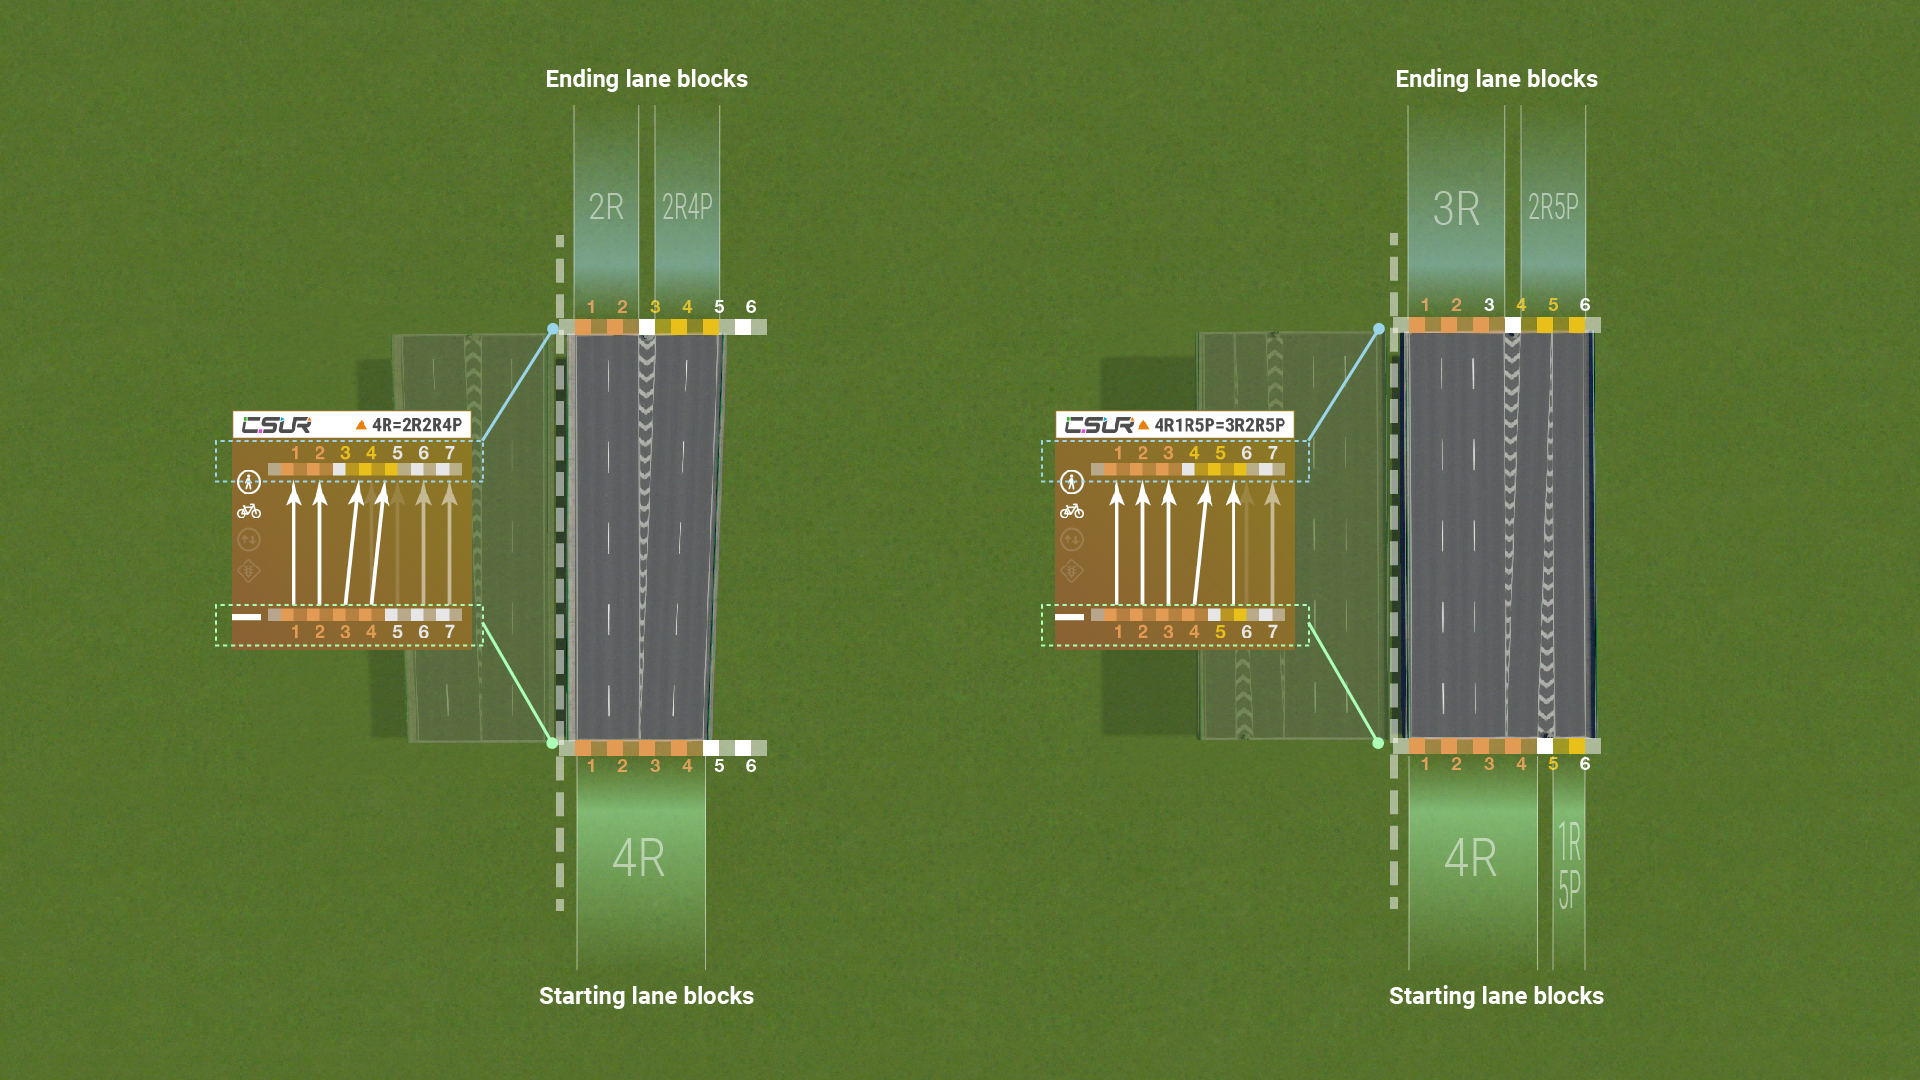 Ending lane blocks
2R 2R4P
1 2 3 4 5 6
CSUR 4R=2R2R4P
1 2 3 4 5 6 7
1 2 3 4 5 6 7
1 2 3 4 5 6
4R
Starting lane blocks
Ending lane blocks
3R 2R5P
1 2 3 4 5 6
CSUR 4R1R5P=3R2R5P
1 2 3 4 5 6 7
1 2 3 4 5 6 7
1 2 3 4 5 6
4R 1R
5P
Starting lane blocks